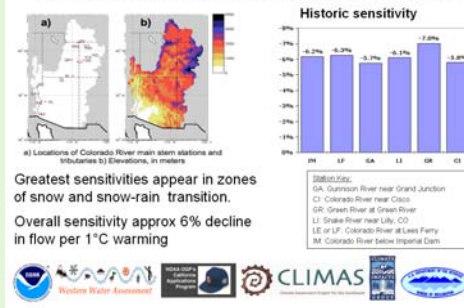 Historic sensitivity
a)
b)
-8%
-7%
-6%
-5%
-4%
-3%
-2%
-1%
0%
-6.2%
-6.3%
-5.7%
-6.1%
-7.0%
-5.8%
IM
LF
GA
LI
GR
CI
a) Locations of Colorado River main stem stations and
tributaries b) Elevations, in meters
Greatest sensitivities appear in zones
of snow and snow-rain transition.
Overall sensitivity approx 6% decline
in flow per 1°C warming
Station Key:
GA: Gunnison River near Grand Junction
CI: Colorado River near Cisco
GR: Green River at Green River
LI: Snake River near Lilly, CO
LE or LF: Colorado River at Lees Ferry
IM: Colorado River below Imperial Dam
Western Water Assessment
NOAA OGP's
California
Applications
Program
CLIMAS